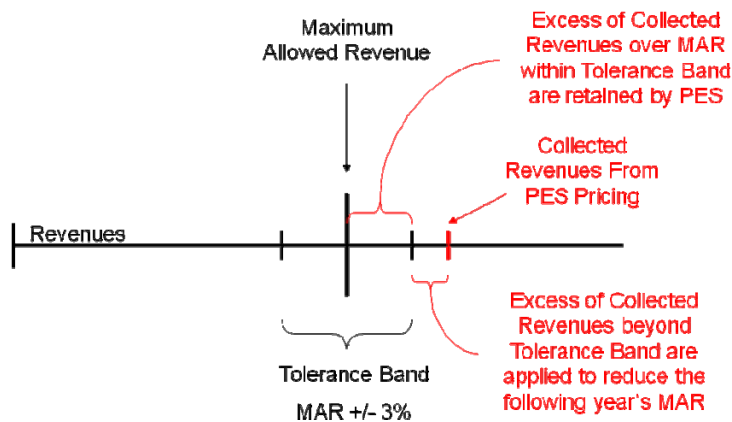 Maximum
Allowed Revenue
Excess of Collected
Revenues over MAR
within Tolerance Band
are retained by PES
Collected
Revenues From
PES Pricing
Revenues
Tolerance Band
MAR +/- 3%
Excess of Collected
Revenues beyond
Tolerance Band are
applied to reduce the
following year's MAR